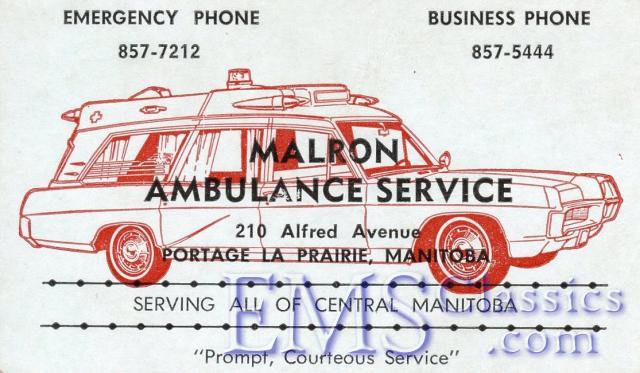 EMERGENCY PHONE
857-7212
BUSINESS PHONE
857-5444
MALRON
AMBULANCE SERVICE
210 Alfred Avenue
PORTAGE LA PRAIRIE, MANITOBA
SERVING ALL OF CENTRAL MANITOBA
"Prompt, Courteous Service"
EMSClassics
.com